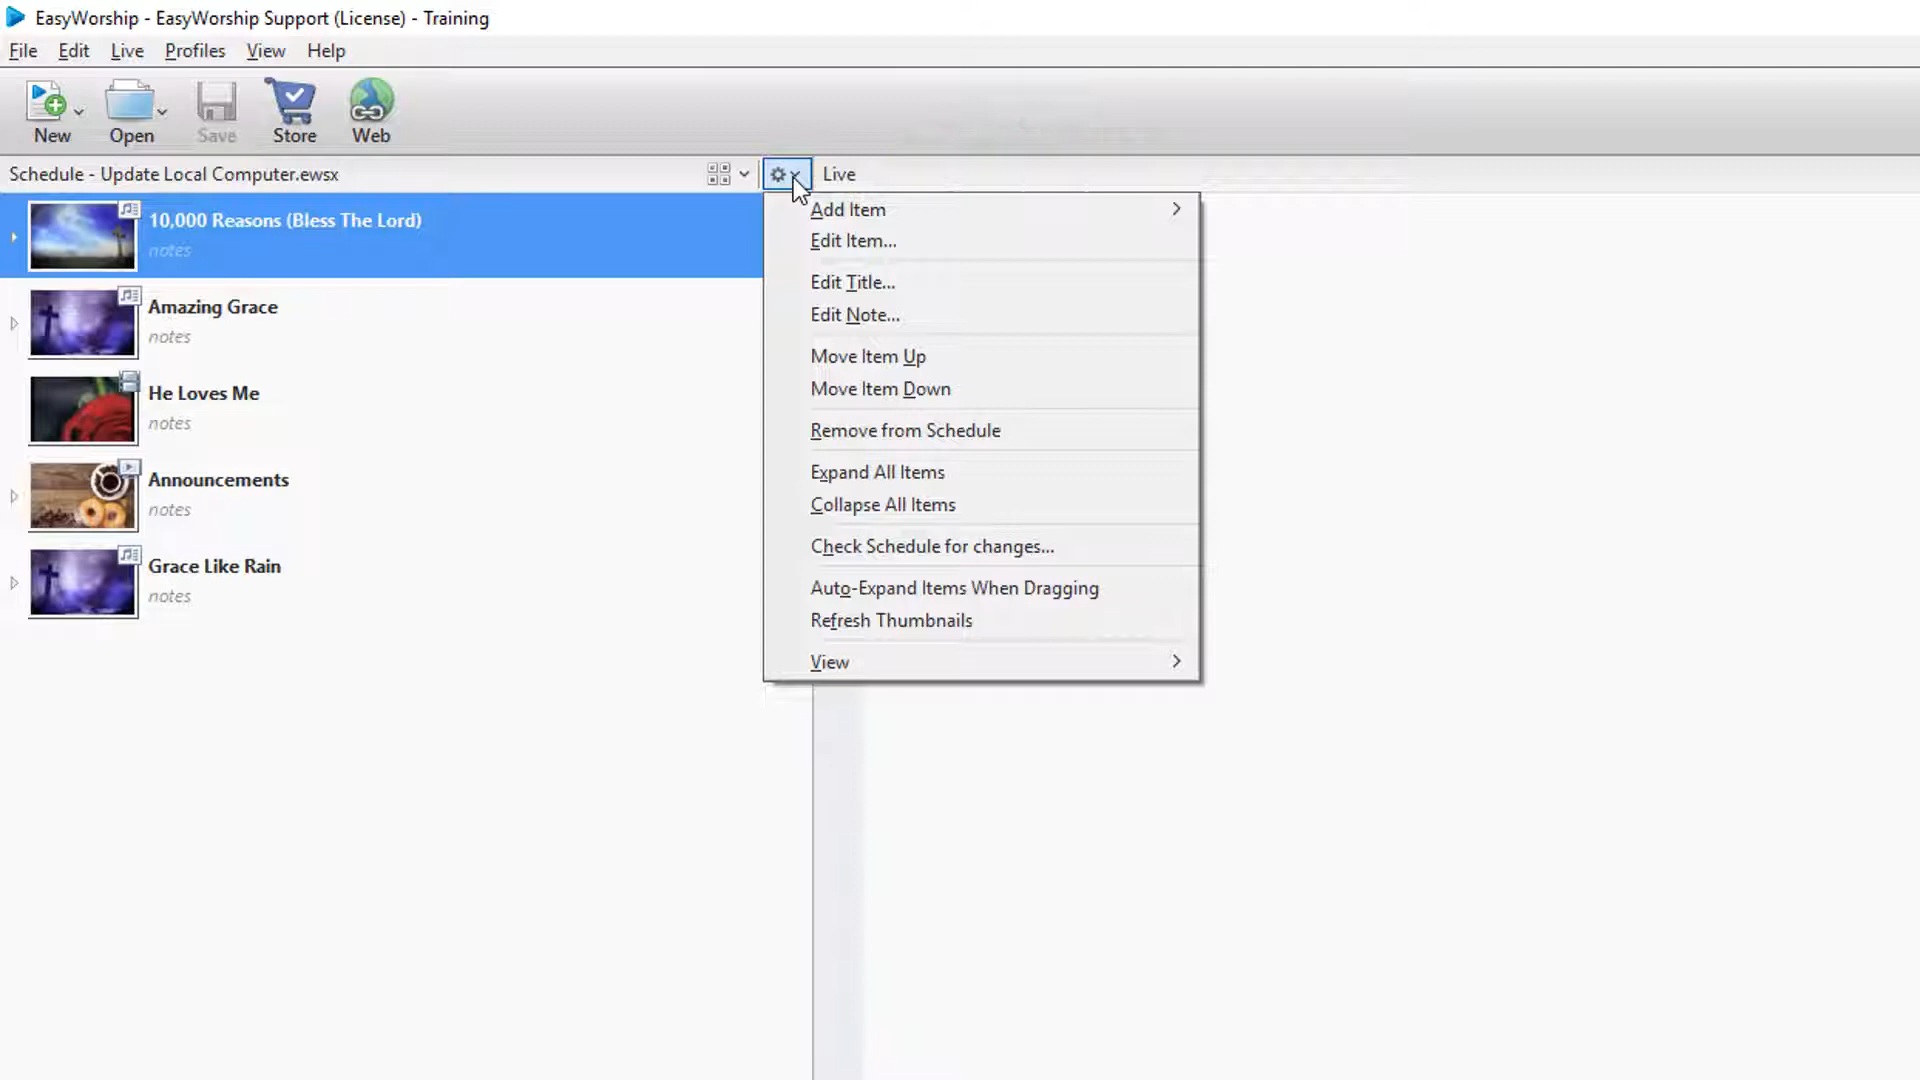 EasyWorship - EasyWorship Support (License) - Training
File Edit Live Profiles View Help
New Open Save Store Web
Schedule - Update Local Computer.ewsx
Live
10,000 Reasons (Bless The Lord)
notes
Amazing Grace
notes
He Loves Me
notes
Announcements
notes
Grace Like Rain
notes
Add Item
Edit Item...
Edit Title...
Edit Note...
Move Item Up
Move Item Down
Remove from Schedule
Expand All Items
Collapse All Items
Check Schedule for changes...
Auto-Expand Items When Dragging
Refresh Thumbnails
View